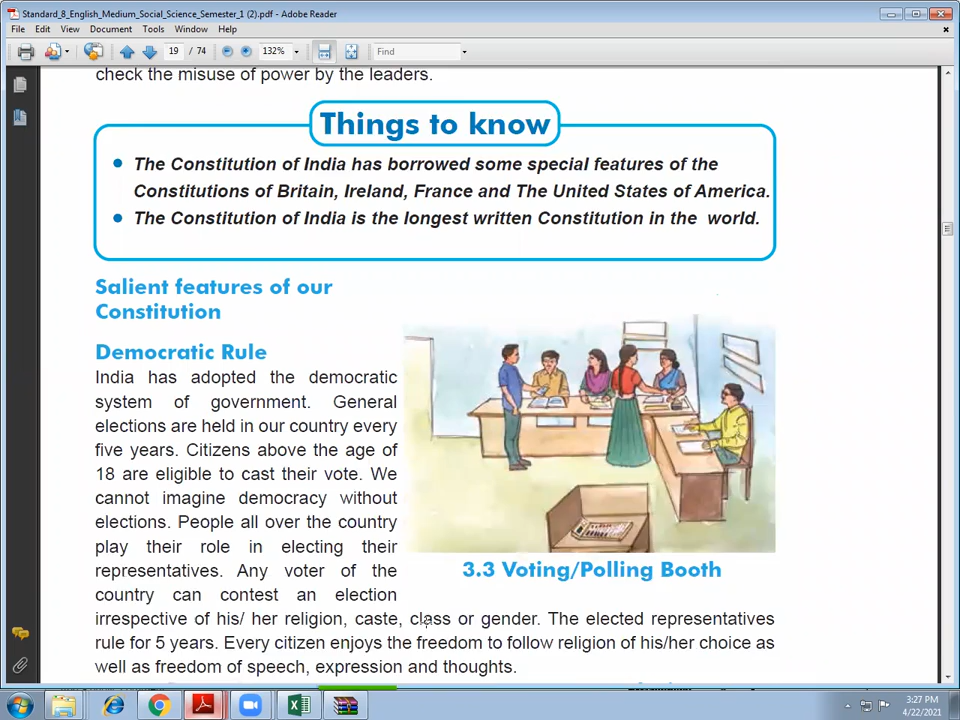 Standard_8_English_Medium_Social_Science_Semester_1 (2).pdf - Adobe Reader
File Edit View Document Tools Window Help
19 / 74 132% Find
check the misuse of power by the leaders.
Things to know
• The Constitution of India has borrowed some special features of the
Constitutions of Britain, Ireland, France and The United States of America.
• The Constitution of India is the longest written Constitution in the world.
Salient features of our
Constitution
Democratic Rule
India has adopted the democratic
system of government. General
elections are held in our country every
five years. Citizens above the age of
18 are eligible to cast their vote. We
cannot imagine democracy without
elections. People all over the country
play their role in electing their
representatives. Any voter of the
country can contest an election
3.3 Voting/Polling Booth
irrespective of his/ her religion, caste, class or gender. The elected representatives
rule for 5 years. Every citizen enjoys the freedom to follow religion of his/her choice as
well as freedom of speech, expression and thoughts.
3:27 PM
4/22/2021